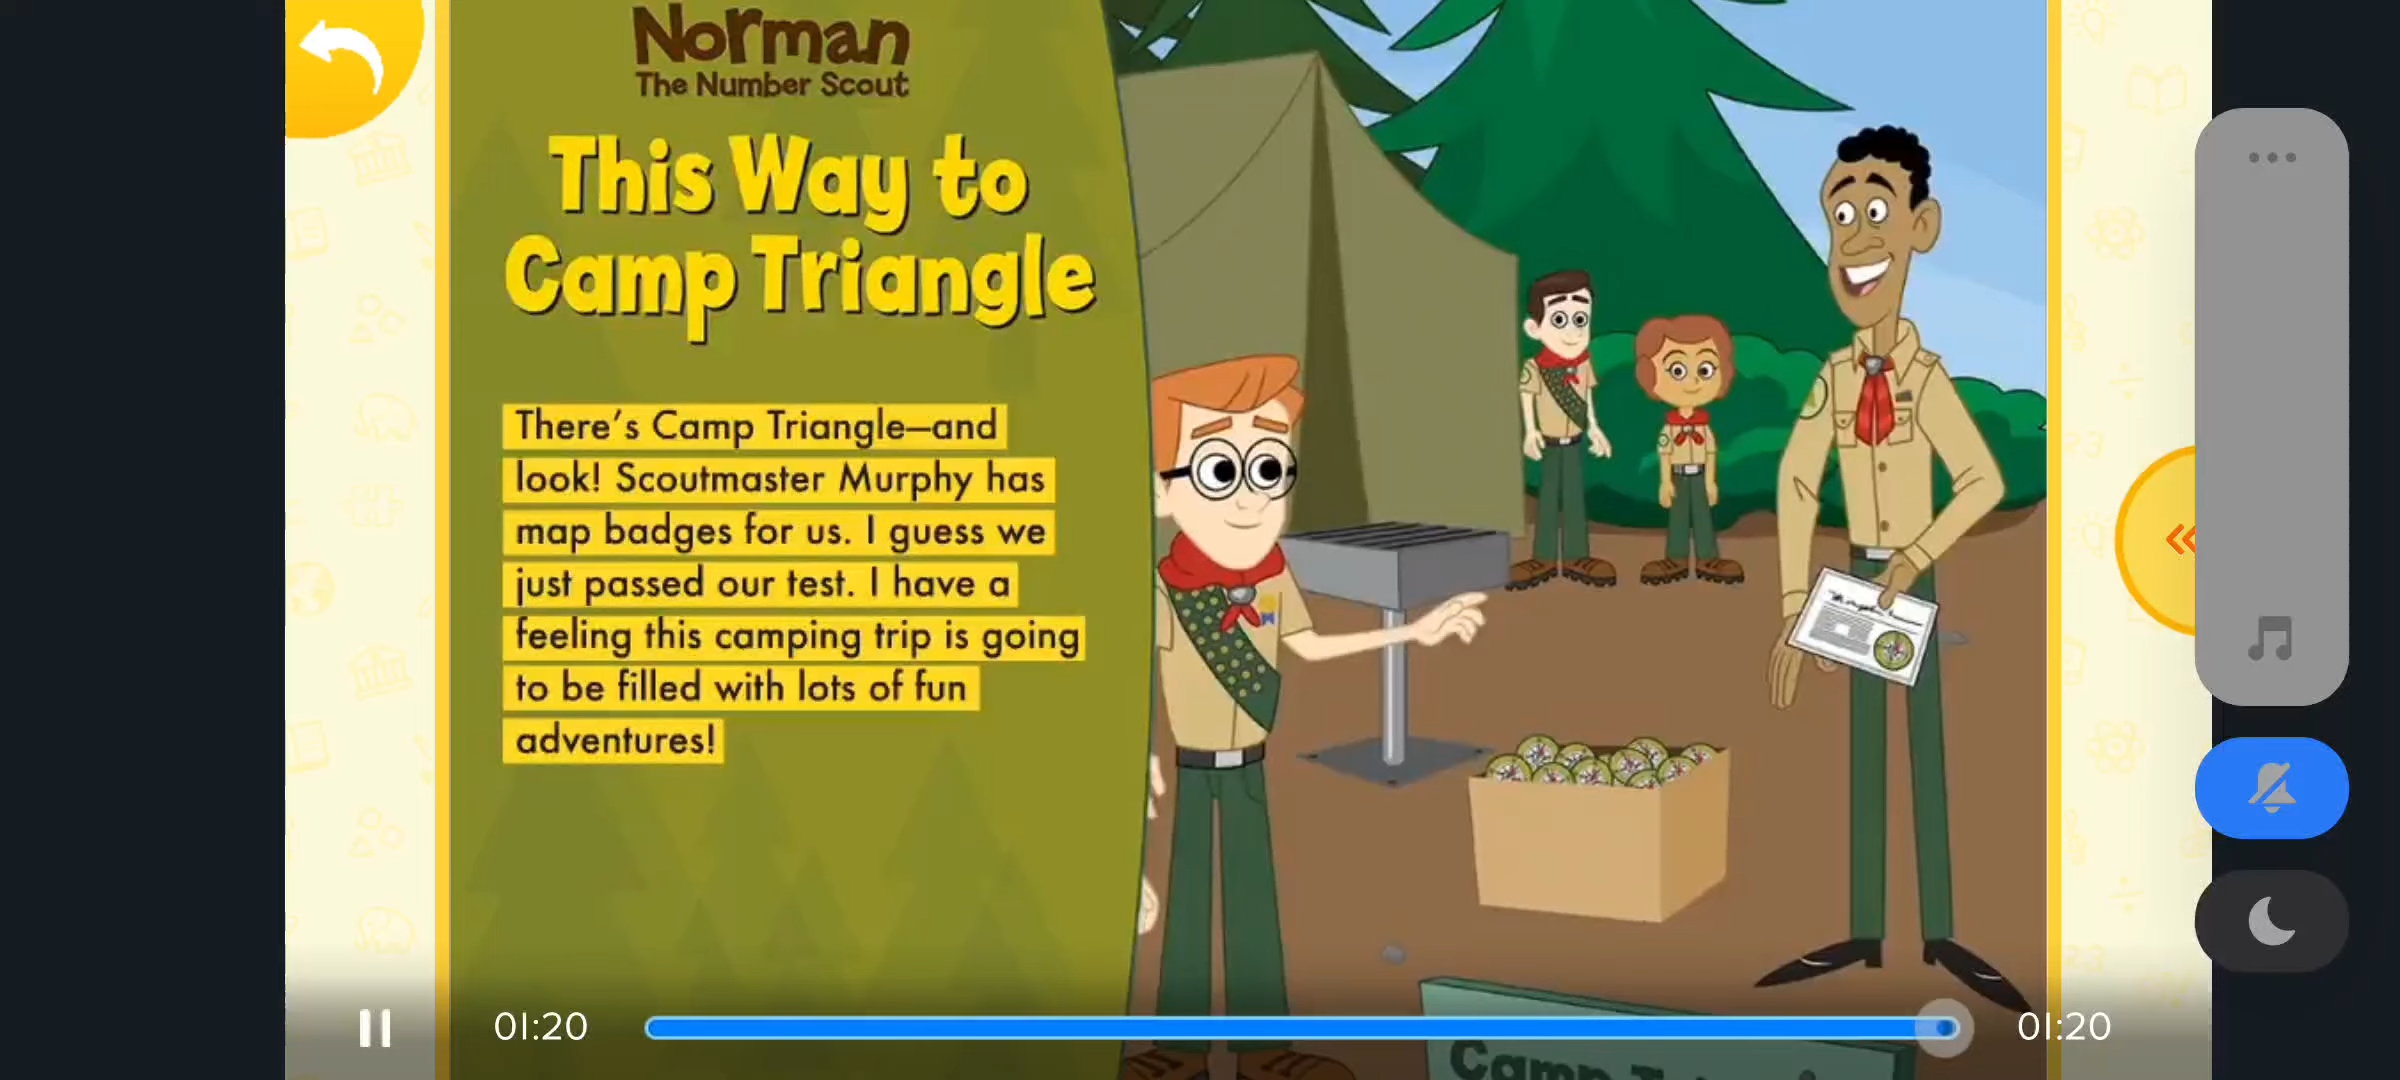 Norman
The Number Scout
This Way to
Camp Triangle
There's Camp Triangle—and
look! Scoutmaster Murphy has
map badges for us. I guess we
just passed our test. I have a
feeling this camping trip is going
to be filled with lots of fun
adventures!
01:20
01:20
Camp